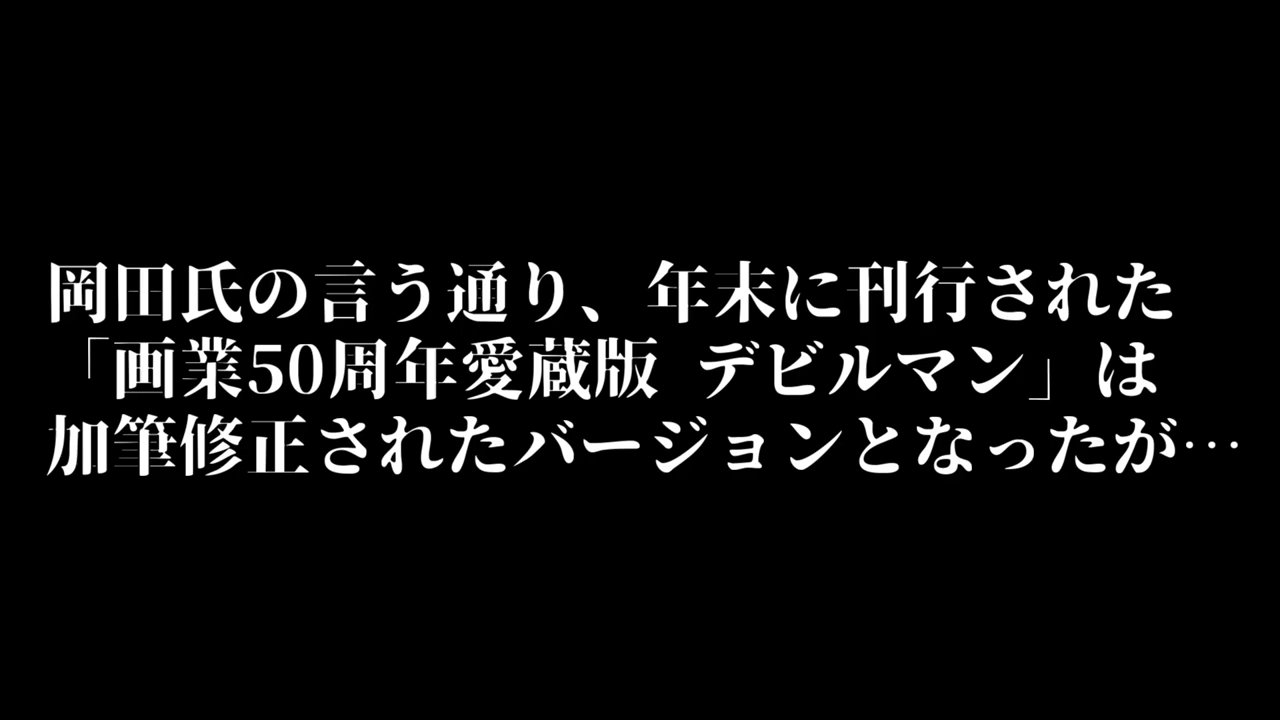 岡田氏の言う通り、年末に刊行された
「画業50周年愛蔵版 デビルマン」は
加筆修正されたバージョンとなったが…